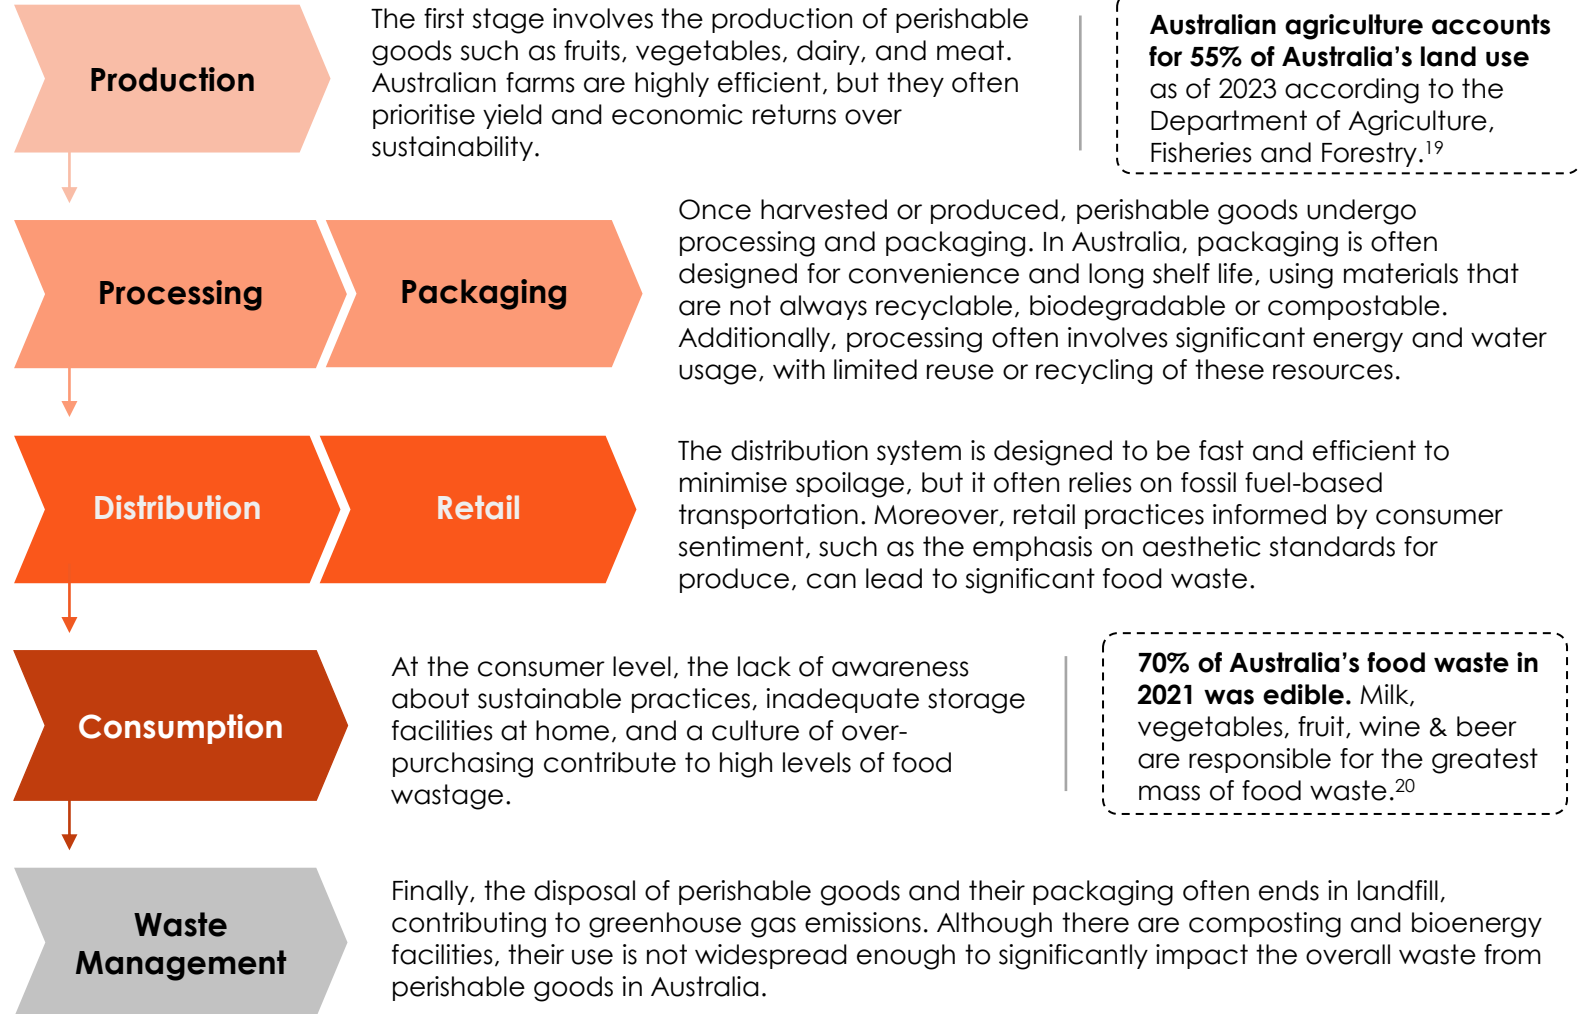 Production
The first stage involves the production of perishable
goods such as fruits, vegetables, dairy, and meat.
Australian farms are highly efficient, but they often
prioritise yield and economic returns over
sustainability.
Australian agriculture accounts
for 55% of Australia’s land use
as of 2023 according to the
Department of Agriculture,
Fisheries and Forestry.19
Processing
Packaging
Once harvested or produced, perishable goods undergo
processing and packaging. In Australia, packaging is often
designed for convenience and long shelf life, using materials that
are not always recyclable, biodegradable or compostable.
Additionally, processing often involves significant energy and water
usage, with limited reuse or recycling of these resources.
Distribution
Retail
The distribution system is designed to be fast and efficient to
minimise spoilage, but it often relies on fossil fuel-based
transportation. Moreover, retail practices informed by consumer
sentiment, such as the emphasis on aesthetic standards for
produce, can lead to significant food waste.
Consumption
At the consumer level, the lack of awareness
about sustainable practices, inadequate storage
facilities at home, and a culture of over-
purchasing contribute to high levels of food
wastage.
70% of Australia’s food waste in
2021 was edible. Milk,
vegetables, fruit, wine & beer
are responsible for the greatest
mass of food waste.20
Waste
Management
Finally, the disposal of perishable goods and their packaging often ends in landfill,
contributing to greenhouse gas emissions. Although there are composting and bioenergy
facilities, their use is not widespread enough to significantly impact the overall waste from
perishable goods in Australia.